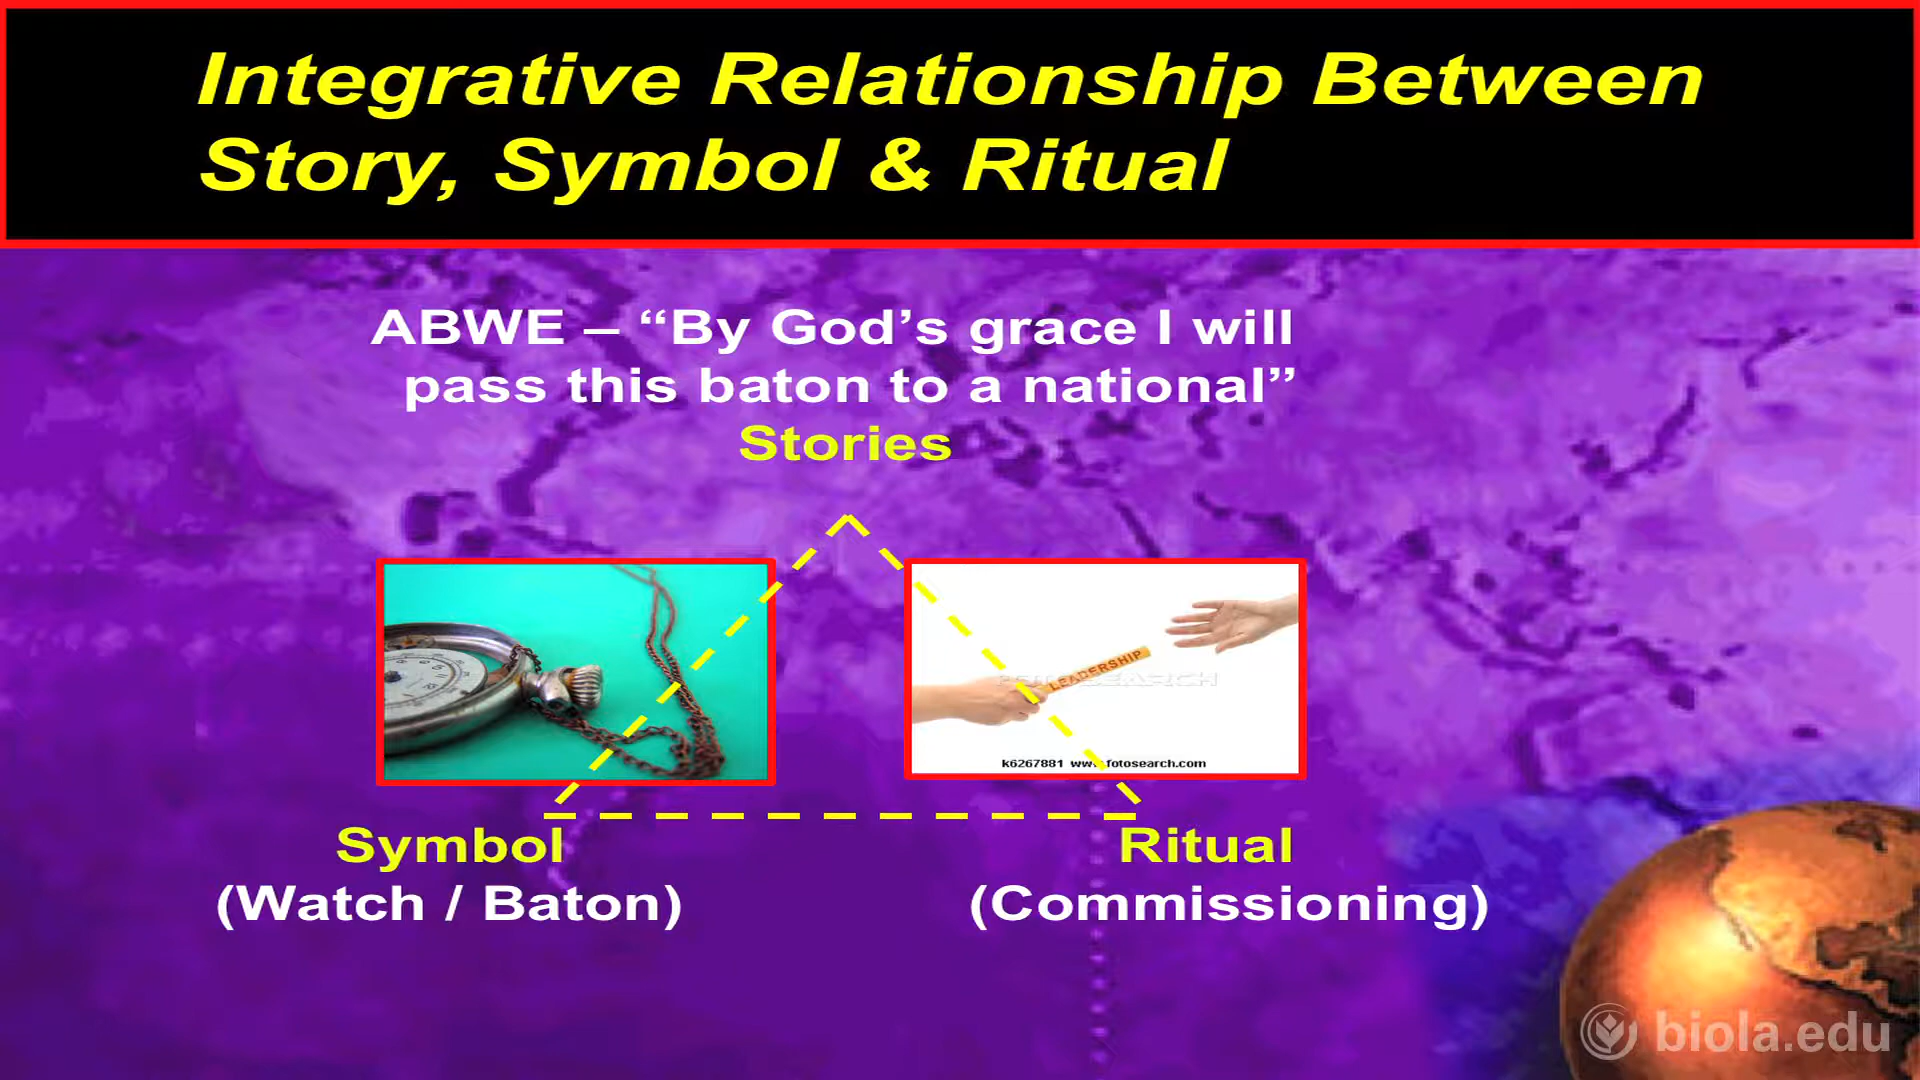 Integrative Relationship Between
Story, Symbol & Ritual
ABWE – “By God’s grace I will
pass this baton to a national”
Stories
LEADERSHIP
k6267881 www.fotosearch.com
Symbol
(Watch / Baton)
Ritual
(Commissioning)
biola.edu